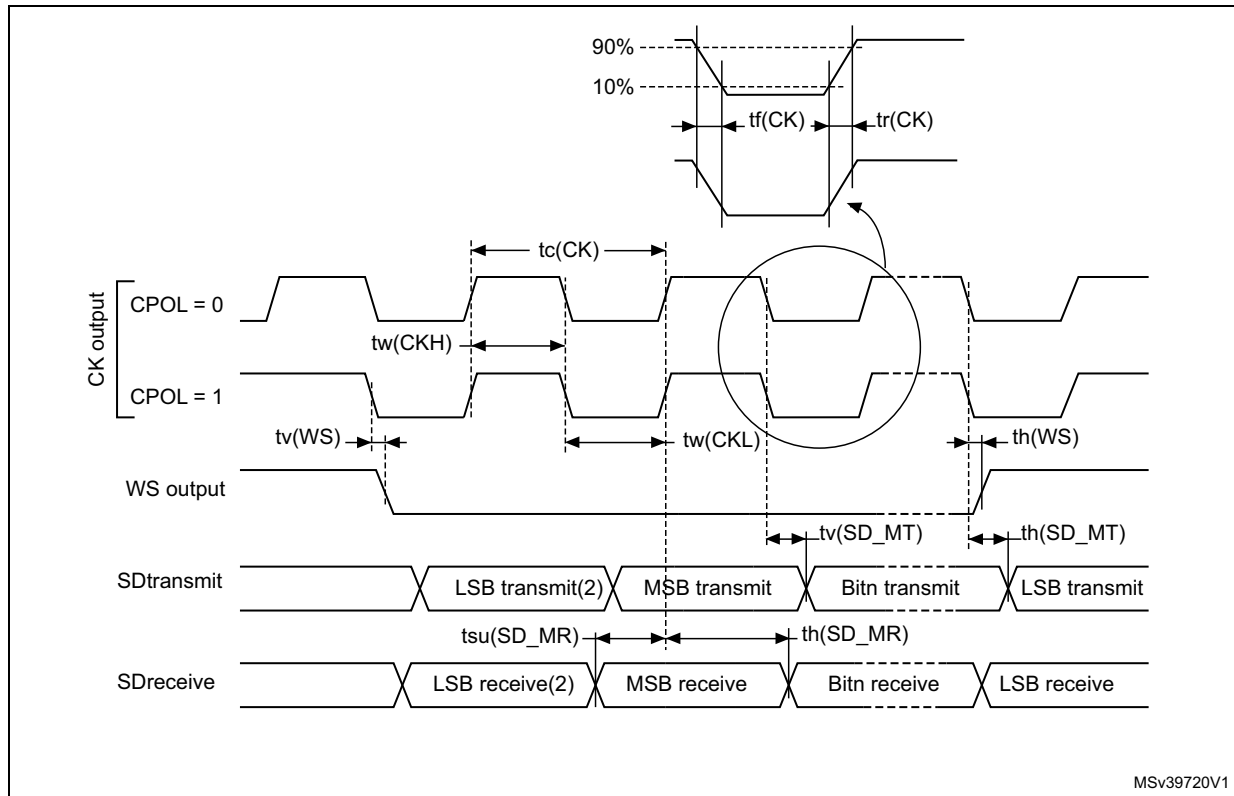 90%
10%
tf(CK)
tr(CK)
tc(CK)
CK output
CPOL = 0
tw(CKH)
CPOL = 1
tv(WS)
tw(CKL)
th(WS)
WS output
tv(SD_MT)
th(SD_MT)
SDtransmit
LSB transmit(2)
MSB transmit
Bitn transmit
LSB transmit
tsu(SD_MR)
th(SD_MR)
SDreceive
LSB receive(2)
MSB receive
Bitn receive
LSB receive
MSv39720V1